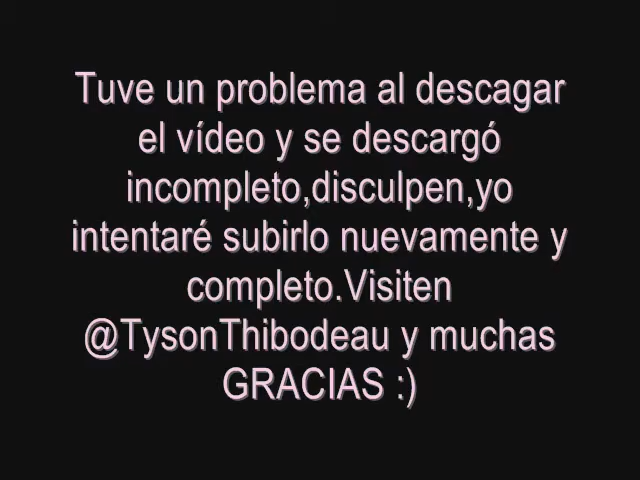 Tuve un problema al descagar
el vídeo y se descargó
incompleto,disculpen,yo
intentaré subirlo nuevamente y
completo.Visiten
@TysonThibodeau y muchas
GRACIAS :)